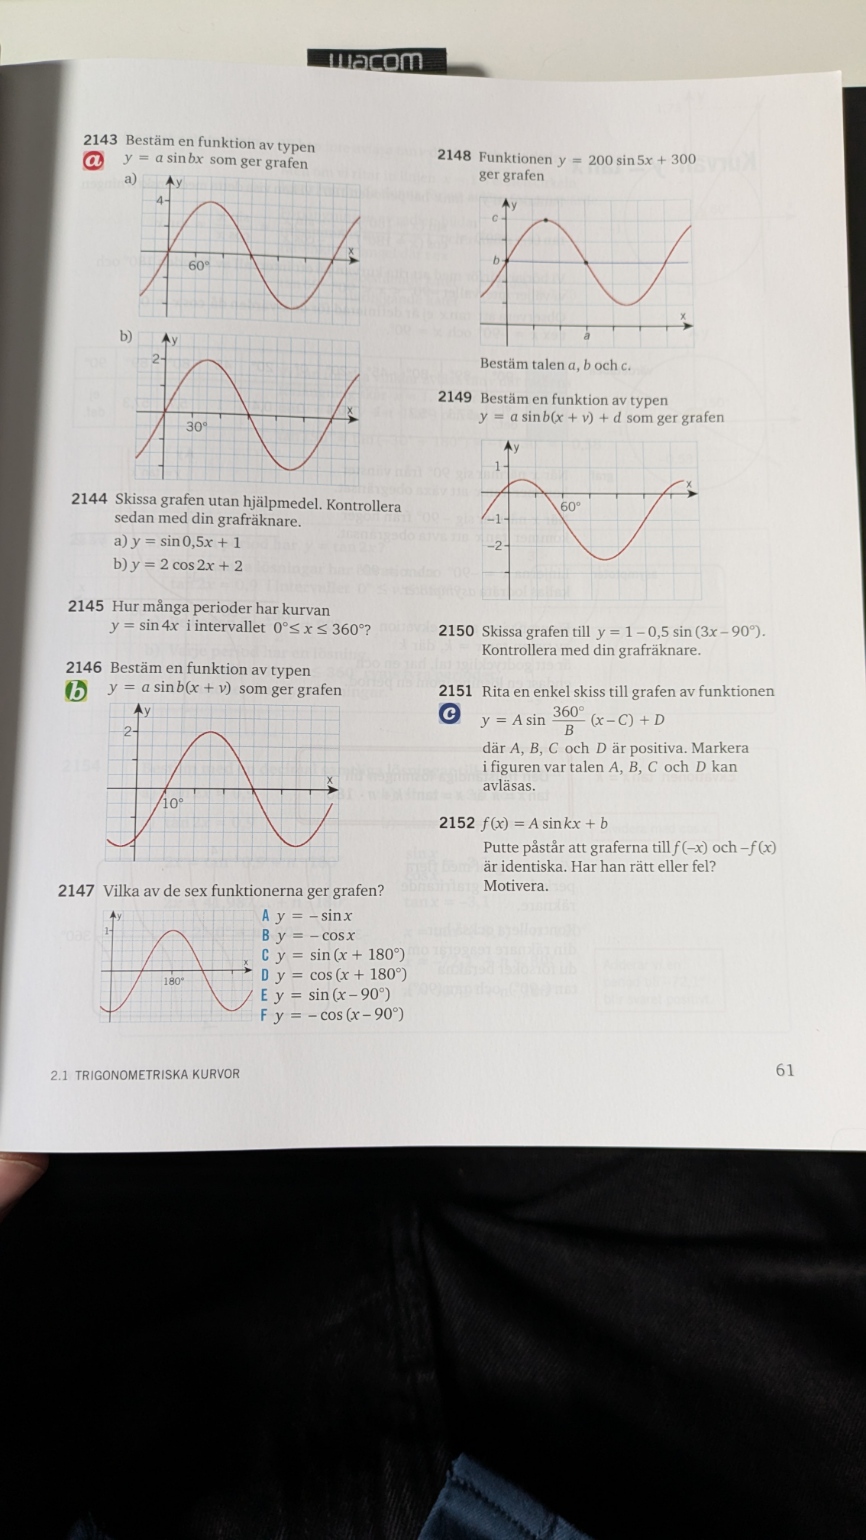 wacom
2143 Bestäm en funktion av typen
a y = a sin bx som ger grafen
a)
y
4
60°
x
b)
y
2
30°
x
2144 Skissa grafen utan hjälpmedel. Kontrollera
sedan med din grafräknare.
a) y = sin 0,5x + 1
b) y = 2 cos 2x + 2
2145 Hur många perioder har kurvan
y = sin 4x i intervallet 0° ≤ x ≤ 360°?
2146 Bestäm en funktion av typen
b y = a sin b(x + v) som ger grafen
y
2
10°
x
2147 Vilka av de sex funktionerna ger grafen?
y
1
180°
x
A y = – sin x
B y = – cos x
C y = sin (x + 180°)
D y = cos (x + 180°)
E y = sin (x – 90°)
F y = – cos (x – 90°)
2.1 TRIGONOMETRISKA KURVOR
2148 Funktionen y = 200 sin 5x + 300
ger grafen
y
c
b
x
a
Bestäm talen a, b och c.
2149 Bestäm en funktion av typen
y = a sin b(x + v) + d som ger grafen
y
1
x
60°
–1
–2
2150 Skissa grafen till y = 1 – 0,5 sin (3x – 90°).
Kontrollera med din grafräknare.
2151 Rita en enkel skiss till grafen av funktionen
c y = A sin 360°/B (x – C) + D
där A, B, C och D är positiva. Markera
i figuren var talen A, B, C och D kan
avläsas.
2152 f(x) = A sin kx + b
Putte påstår att graferna till f(–x) och –f(x)
är identiska. Har han rätt eller fel?
Motivera.
61